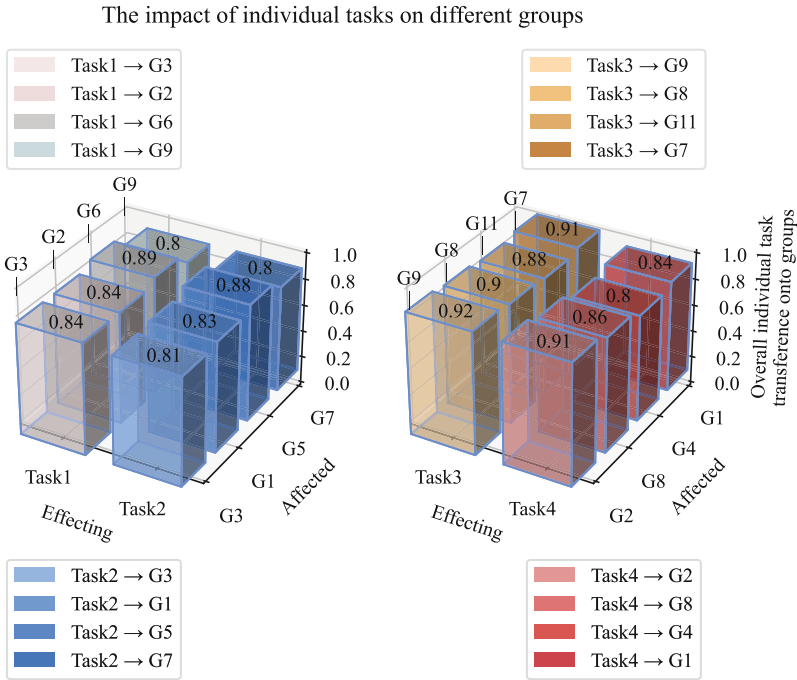 The impact of individual tasks on different groups
Task1 → G3
Task1 → G2
Task1 → G6
Task1 → G9
Task3 → G9
Task3 → G8
Task3 → G11
Task3 → G7
G9
G6
G2
G3
0.8
0.89
0.84
0.84
0.8
0.88
0.83
0.81
1.0
0.8
0.6
0.4
0.2
0.0
G7
G5
G1
G3
Task1
Task2
Effecting
Affected
G7
G11
G8
G9
0.91
0.88
0.9
0.92
0.84
0.8
0.86
0.91
1.0
0.8
0.6
0.4
0.2
0.0
G1
G4
G8
G2
Task3
Task4
Effecting
Affected
Overall individual task
transference onto groups
Task2 → G3
Task2 → G1
Task2 → G5
Task2 → G7
Task4 → G2
Task4 → G8
Task4 → G4
Task4 → G1